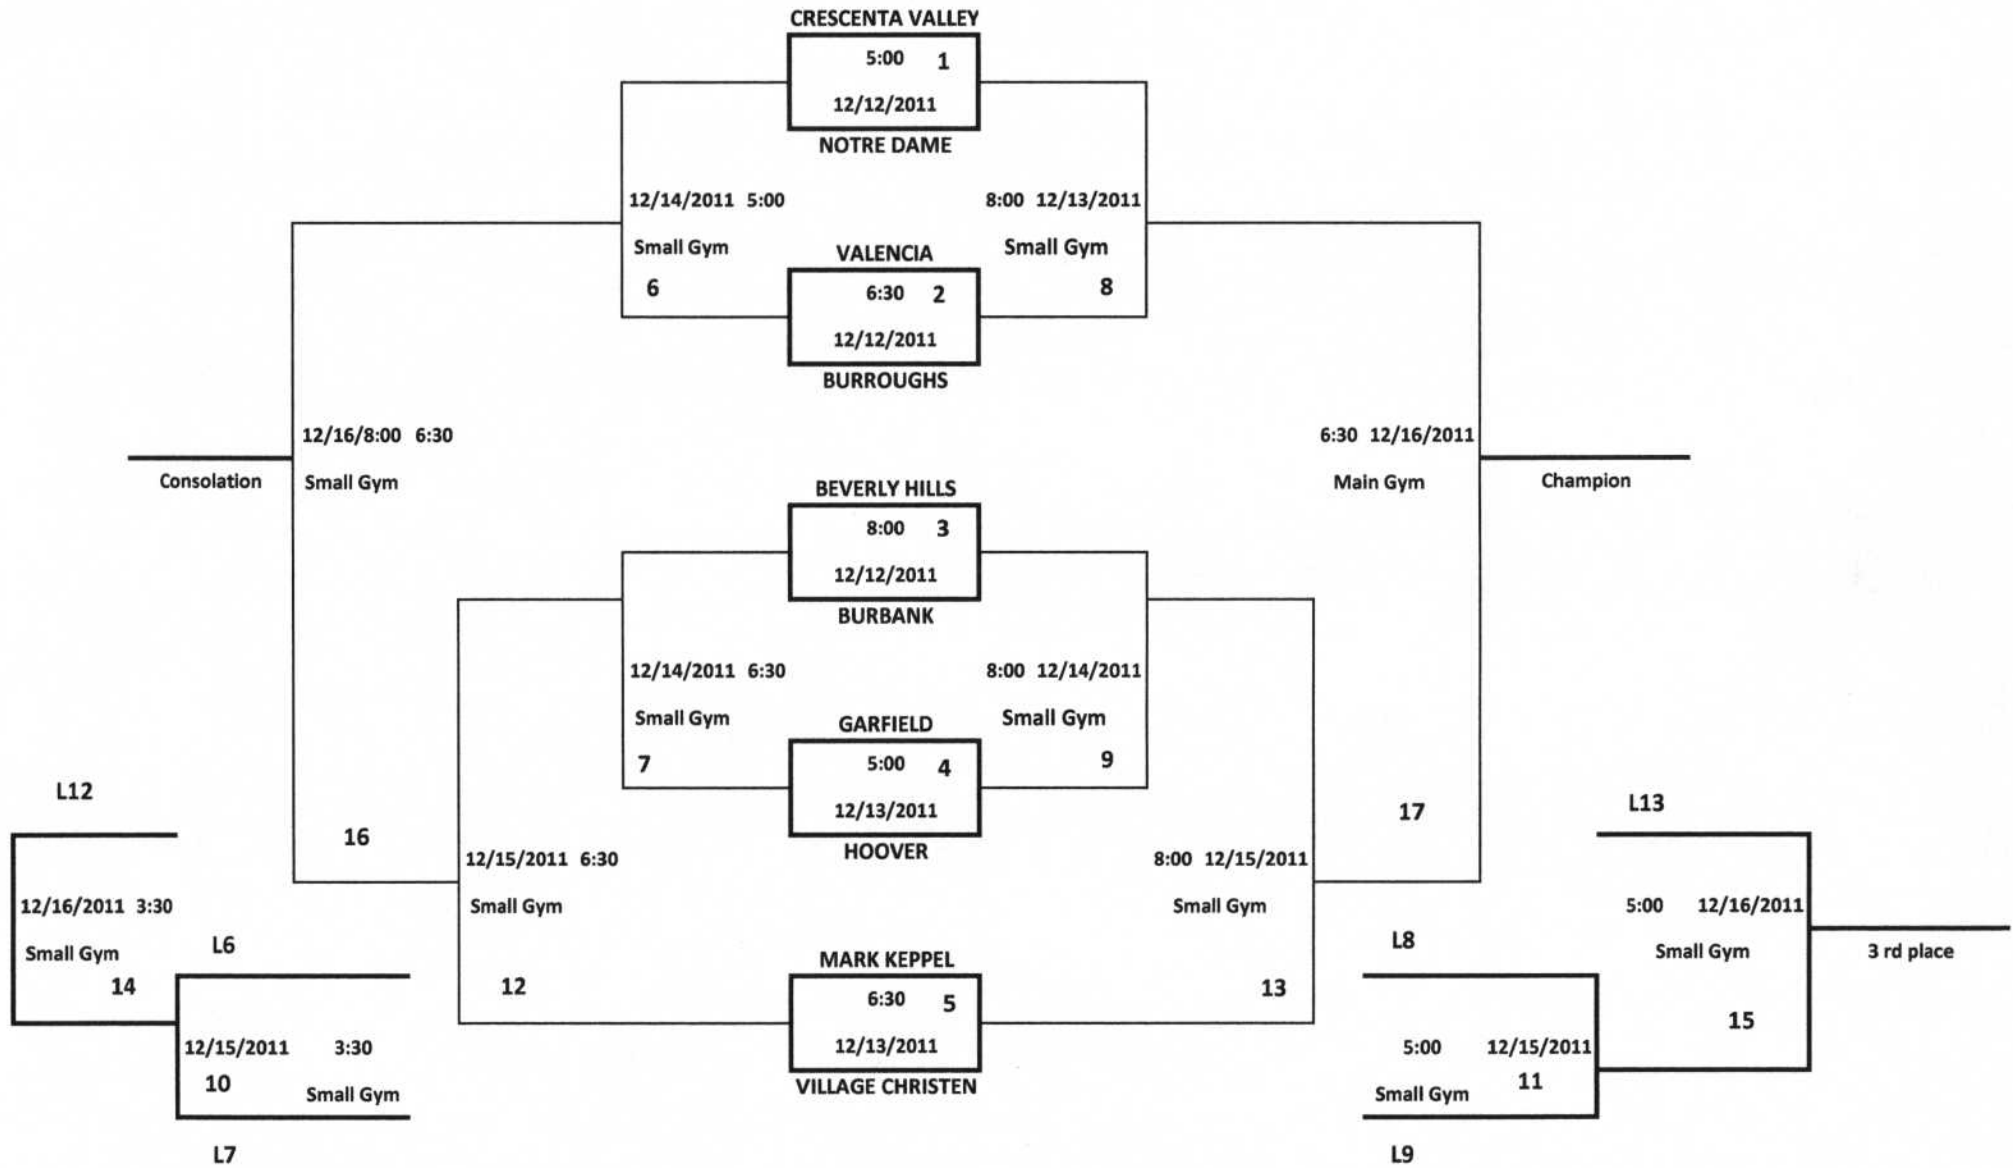 CRESCENTA VALLEY
5:00 1
12/12/2011
NOTRE DAME
12/14/2011 5:00
Small Gym
6
8:00 12/13/2011
Small Gym
8
VALENCIA
6:30 2
12/12/2011
BURROUGHS
12/16/8:00 6:30
Small Gym
Consolation
6:30 12/16/2011
Main Gym
Champion
BEVERLY HILLS
8:00 3
12/12/2011
BURBANK
12/14/2011 6:30
Small Gym
7
8:00 12/14/2011
Small Gym
9
GARFIELD
5:00 4
12/13/2011
HOOVER
L12
16
17
L13
12/15/2011 6:30
Small Gym
12
8:00 12/15/2011
Small Gym
13
12/16/2011 3:30
Small Gym
14
5:00 12/16/2011
Small Gym
15
3 rd place
MARK KEPPEL
6:30 5
12/13/2011
VILLAGE CHRISTEN
L6
12/15/2011 3:30
10
Small Gym
L7
L8
5:00 12/15/2011
11
Small Gym
L9